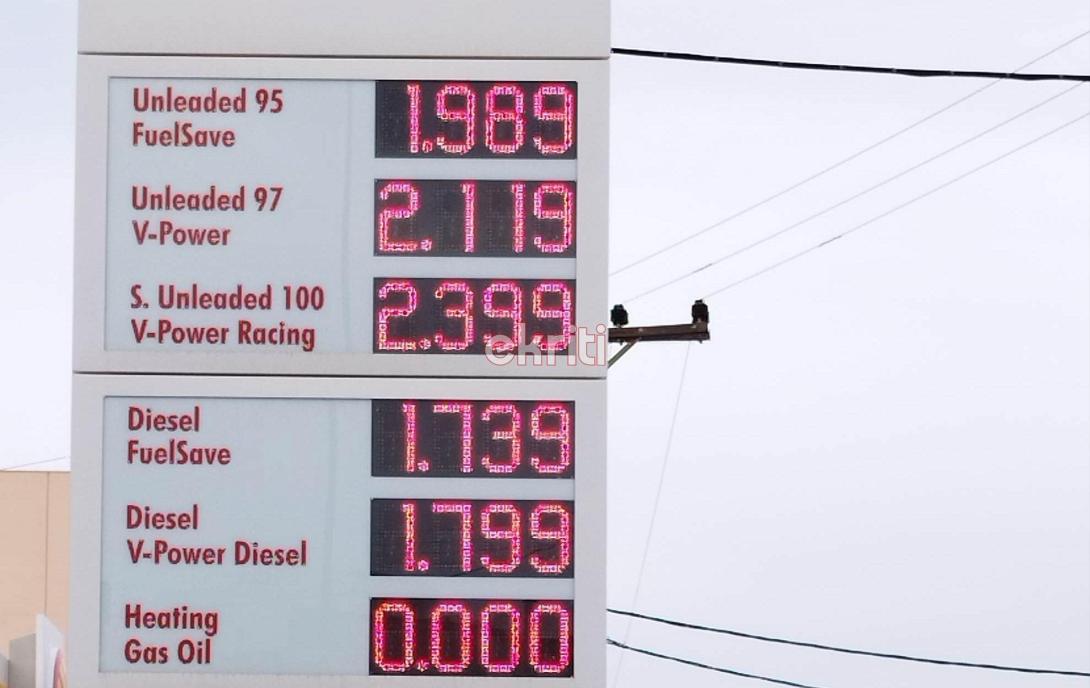 Unleaded 95 1.989
FuelSave
Unleaded 97 2.119
V-Power
S. Unleaded 100 2.399
V-Power Racing
ekriti
Diesel 1.739
FuelSave
Diesel 1.799
V-Power Diesel
Heating 0.000
Gas Oil